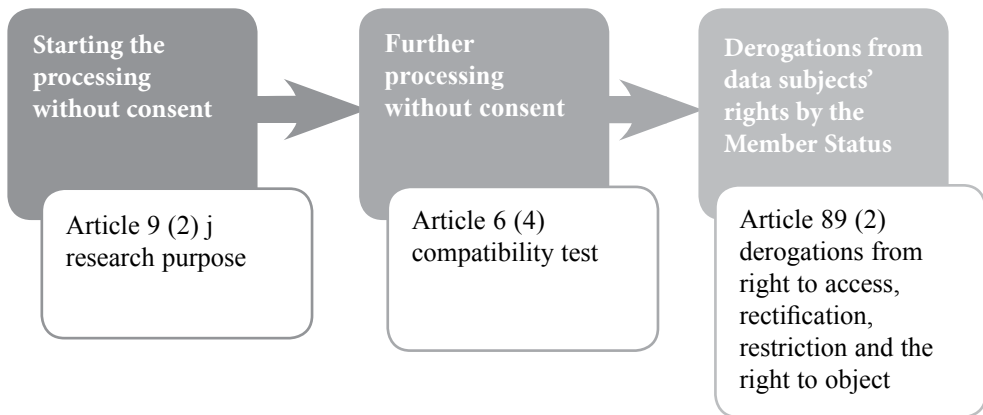 Starting the
processing
without consent
Article 9 (2) j
research purpose
Further
processing
without consent
Article 6 (4)
compatibility test
Derogations from
data subjects’
rights by the
Member Status
Article 89 (2)
derogations from
right to access,
rectification,
restriction and the
right to object